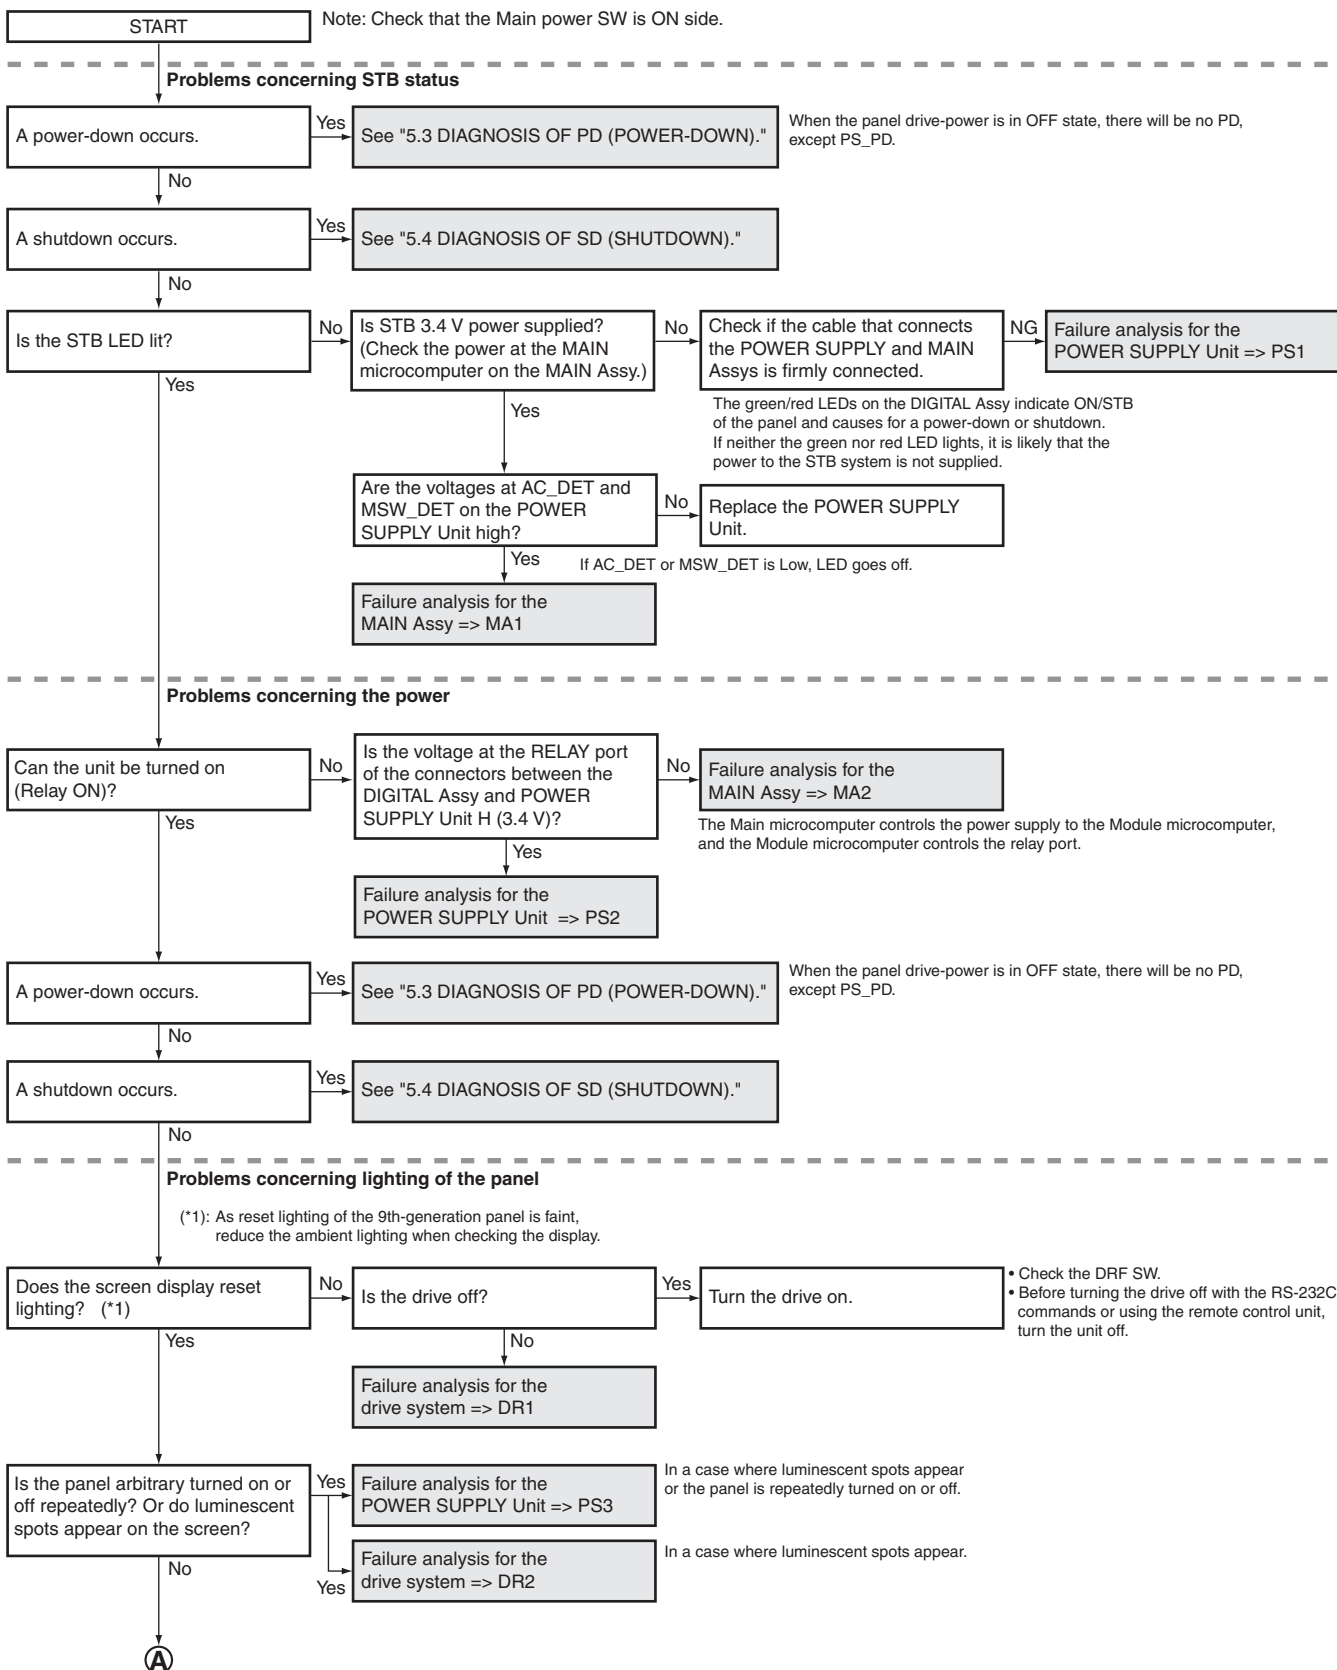 START
Note: Check that the Main power SW is ON side.
Problems concerning STB status
A power-down occurs.
Yes
See "5.3 DIAGNOSIS OF PD (POWER-DOWN)."
When the panel drive-power is in OFF state, there will be no PD,
except PS_PD.
No
A shutdown occurs.
Yes
See "5.4 DIAGNOSIS OF SD (SHUTDOWN)."
No
Is the STB LED lit?
No
Is STB 3.4 V power supplied?
(Check the power at the MAIN
microcomputer on the MAIN Assy.)
No
Check if the cable that connects
the POWER SUPPLY and MAIN
Assys is firmly connected.
NG
Failure analysis for the
POWER SUPPLY Unit => PS1
Yes
Yes
The green/red LEDs on the DIGITAL Assy indicate ON/STB
of the panel and causes for a power-down or shutdown.
If neither the green nor red LED lights, it is likely that the
power to the STB system is not supplied.
Are the voltages at AC_DET and
MSW_DET on the POWER
SUPPLY Unit high?
No
Replace the POWER SUPPLY
Unit.
Yes
If AC_DET or MSW_DET is Low, LED goes off.
Failure analysis for the
MAIN Assy => MA1
Problems concerning the power
Can the unit be turned on
(Relay ON)?
No
Is the voltage at the RELAY port
of the connectors between the
DIGITAL Assy and POWER
SUPPLY Unit H (3.4 V)?
No
Failure analysis for the
MAIN Assy => MA2
Yes
The Main microcomputer controls the power supply to the Module microcomputer,
and the Module microcomputer controls the relay port.
Yes
Failure analysis for the
POWER SUPPLY Unit => PS2
A power-down occurs.
Yes
See "5.3 DIAGNOSIS OF PD (POWER-DOWN)."
When the panel drive-power is in OFF state, there will be no PD,
except PS_PD.
No
A shutdown occurs.
Yes
See "5.4 DIAGNOSIS OF SD (SHUTDOWN)."
No
Problems concerning lighting of the panel
(*1): As reset lighting of the 9th-generation panel is faint,
reduce the ambient lighting when checking the display.
Does the screen display reset
lighting? (*1)
No
Is the drive off?
Yes
Turn the drive on.
• Check the DRF SW.
• Before turning the drive off with the RS-232C
commands or using the remote control unit,
turn the unit off.
Yes
No
Failure analysis for the
drive system => DR1
Is the panel arbitrary turned on or
off repeatedly? Or do luminescent
spots appear on the screen?
Yes
Failure analysis for the
POWER SUPPLY Unit => PS3
In a case where luminescent spots appear
or the panel is repeatedly turned on or off.
No
Yes
Failure analysis for the
drive system => DR2
In a case where luminescent spots appear.
A